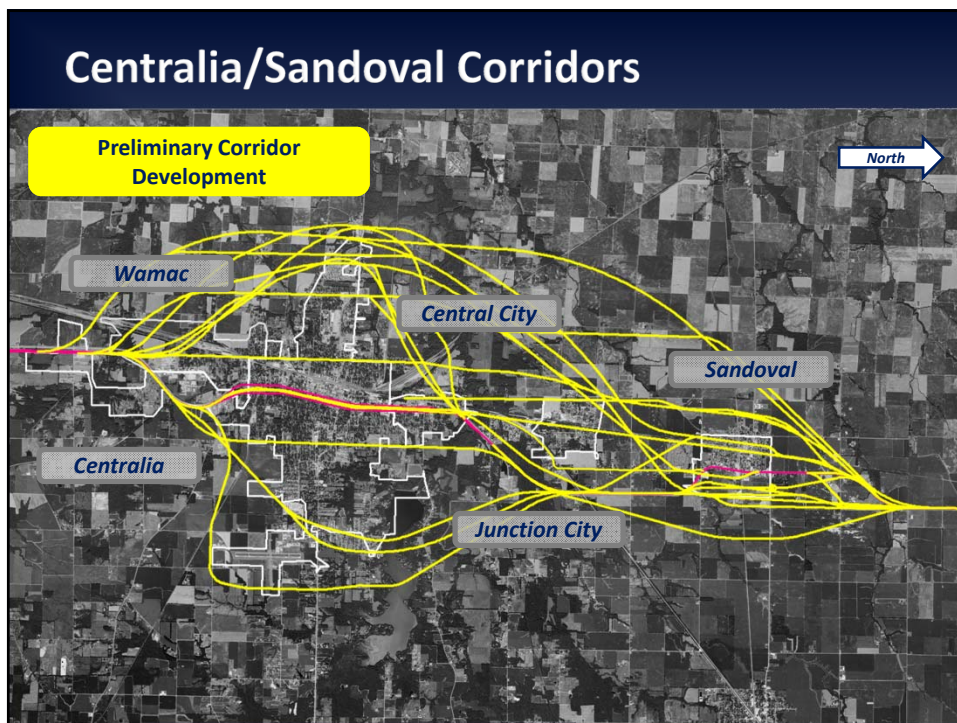 Centralia/Sandoval Corridors
Preliminary Corridor
Development
North
Wamac
Central City
Sandoval
Centralia
Junction City